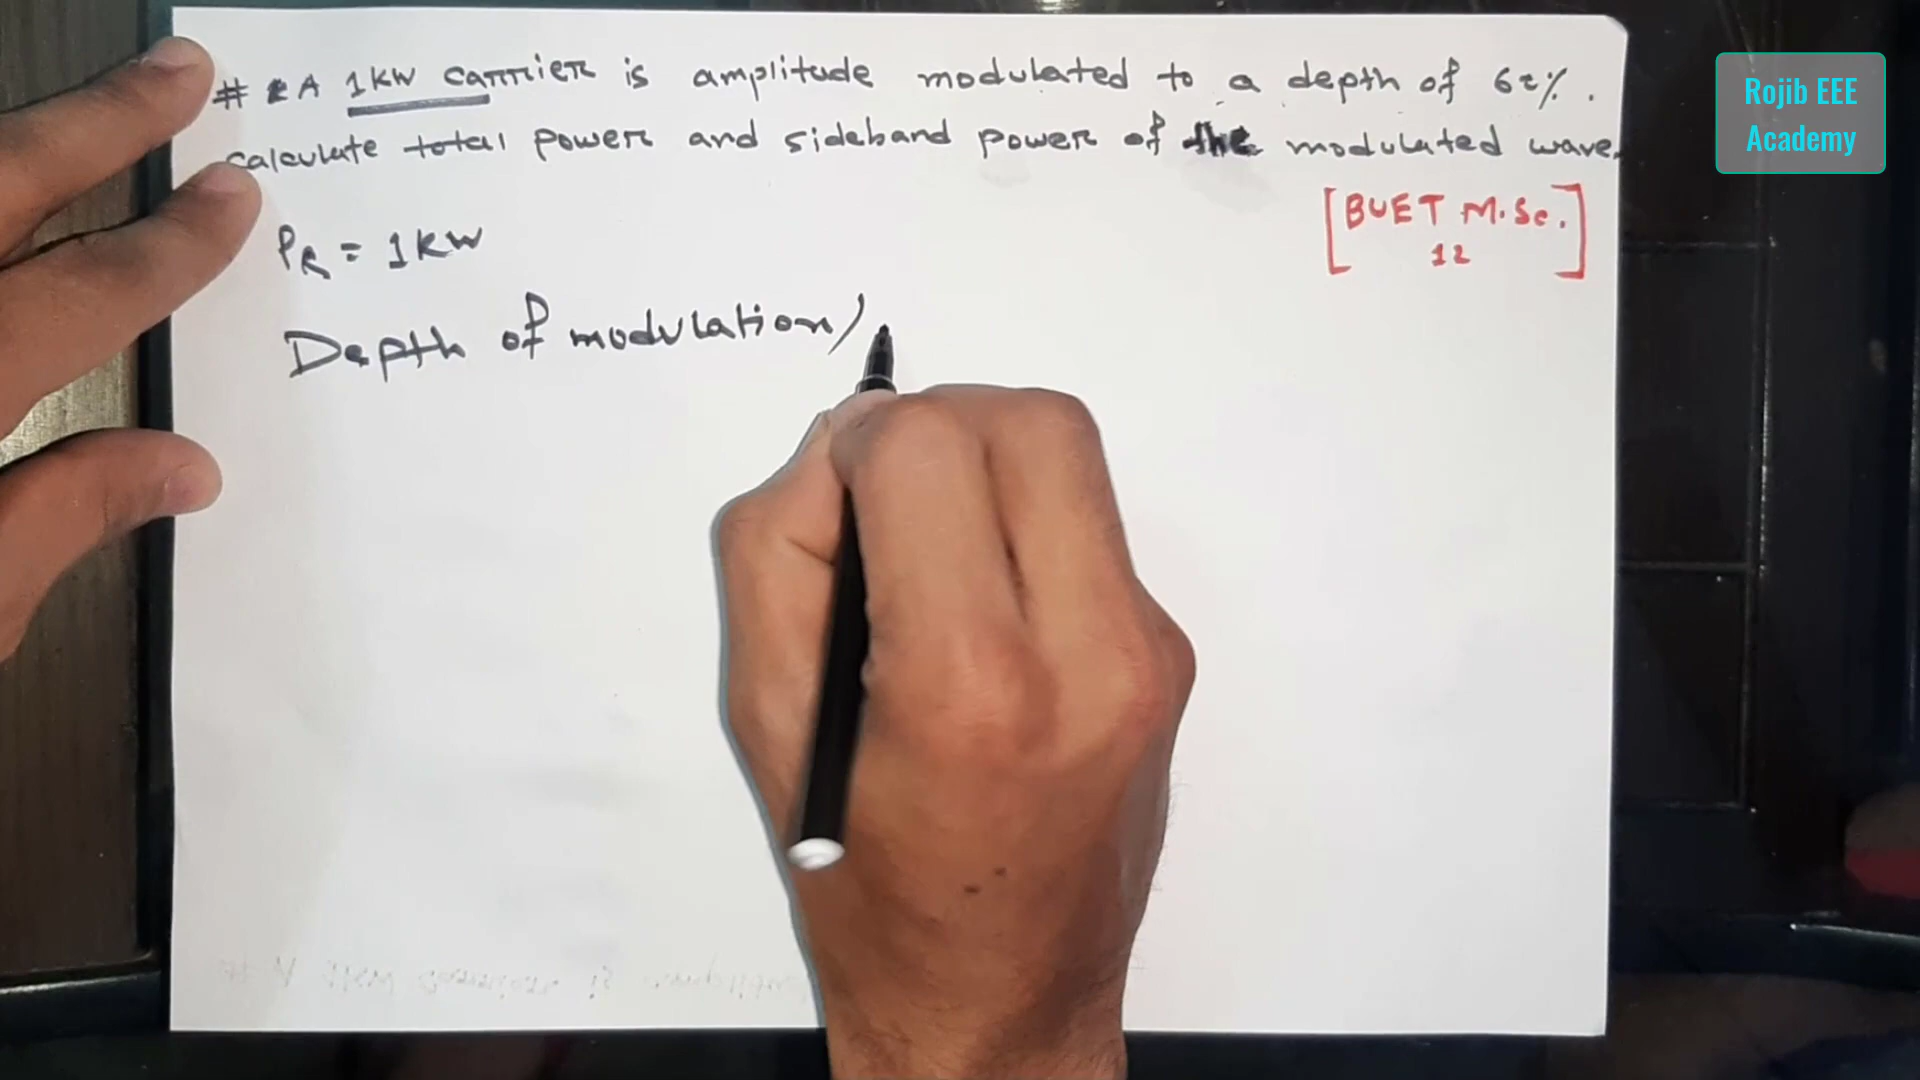 # A 1KW carrier is amplitude modulated to a depth of 62%.
calculate total power and sideband power of the modulated wave.
[BUET M.Sc.
12]
PR = 1KW
Depth of modulation/
Rojib EEE
Academy